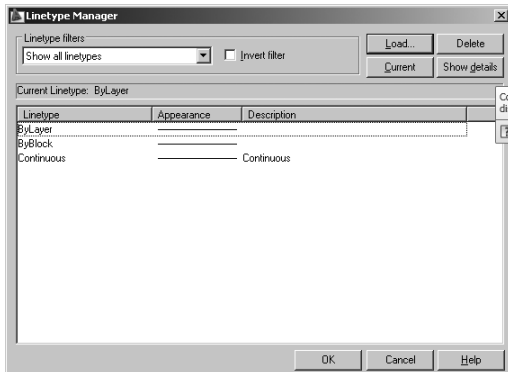 Linetype Manager
Linetype filters
Show all linetypes
Invert filter
Load...
Delete
Current
Show details
Current Linetype: ByLayer
Linetype Appearance Description
ByLayer
ByBlock
Continuous Continuous
OK Cancel Help